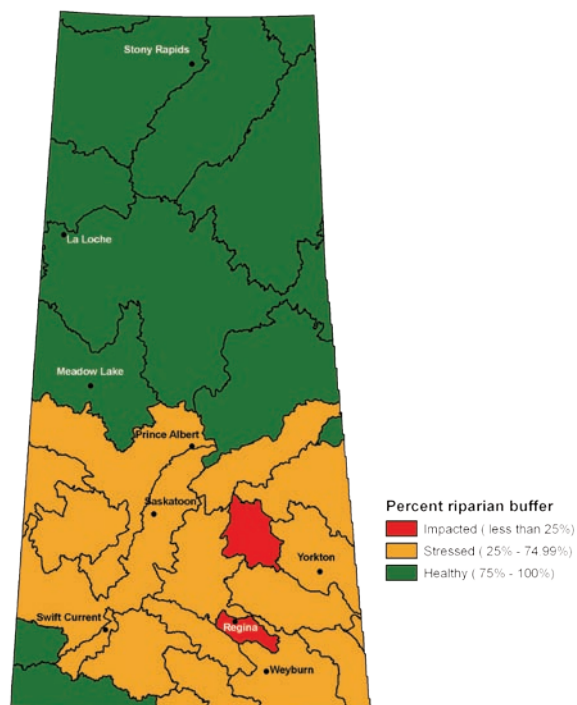 Stony Rapids
La Loche
Meadow Lake
Prince Albert
Saskatoon
Yorkton
Swift Current
Regina
Weyburn
Percent riparian buffer
Impacted ( less than 25%)
Stressed ( 25% - 74.99%)
Healthy ( 75% - 100%)